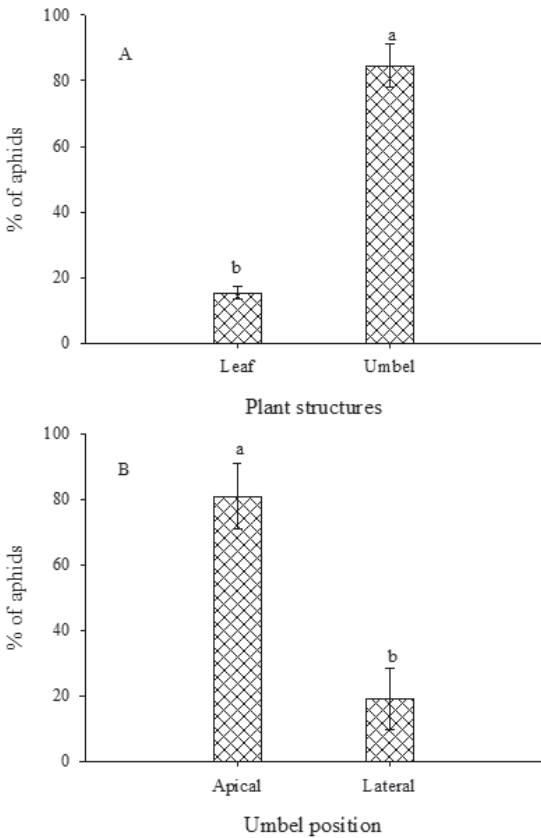 100
A
a
80
60
% of aphids
40
b
20
0
Leaf Umbel
Plant structures
100
a
B
80
60
% of aphids
40
b
20
0
Apical Lateral
Umbel position